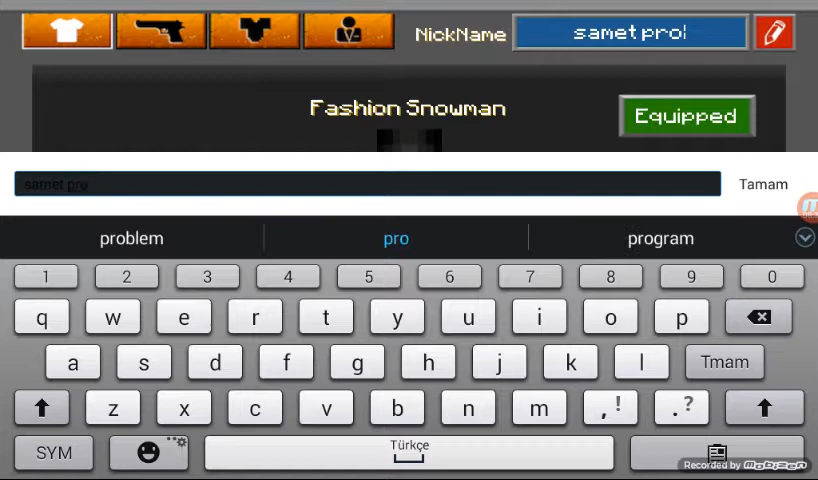 NickName samet pro
Fashion Snowman Equipped
samet pro Tamam
problem pro program
1 2 3 4 5 6 7 8 9 0
q w e r t y u i o p
a s d f g h j k l Tmam
z x c v b n m , ! . ?
SYM Türkçe
Recorded by mobizen